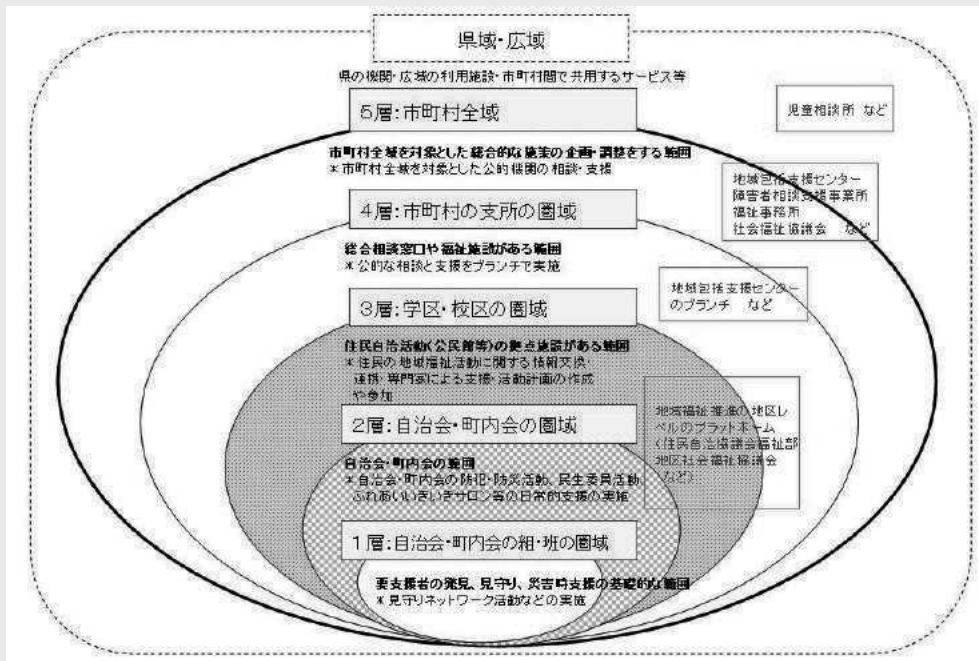 県域・広域
県の機関・広域の利用施設・市町村間で共用するサービス等
5層:市町村全域
児童相談所 など
市町村全域を対象とした総合的な施策の企画・調整をする範囲
＊市町村全域を対象とした公的機関の相談・支援
地域包括支援センター
障害者相談支援事業所
福祉事務所
社会福祉協議会 など
4層:市町村の支所の圏域
総合相談窓口や福祉施設がある範囲
＊公的な相談と支援をブランチで実施
地域包括支援センター
のブランチ など
3層:学区・校区の圏域
住民自治活動(公民館等)の拠点施設がある範囲
＊住民の地域福祉活動に関する情報交換・
連携・専門家による支援・活動計画の作成
や参加
地域福祉推進の地区レ
ベルのプラットホーム
(住民自治協議会福祉部
地区社会福祉協議会
など)
2層:自治会・町内会の圏域
自治会・町内会の範囲
＊自治会・町内会の防犯・防災活動、民生委員活動、
ふれあいいきいきサロン等の日常的支援の実施
1層:自治会・町内会の組・班の圏域
要支援者の発見、見守り、災害時支援の基礎的な範囲
＊見守りネットワーク活動などの実施